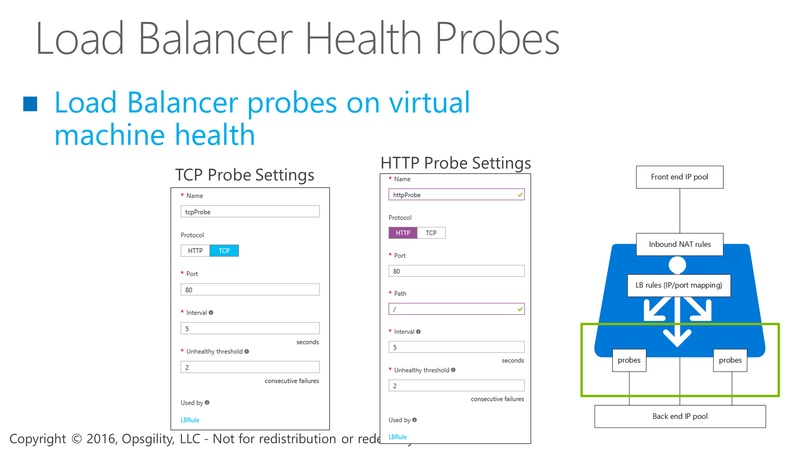 Load Balancer Health Probes
Load Balancer probes on virtual
machine health
TCP Probe Settings
* Name
tcpProbe
Protocol
HTTP TCP
* Port
80
* Interval
5
seconds
* Unhealthy threshold
2
consecutive failures
Used by
LBRule
HTTP Probe Settings
* Name
httpProbe
Protocol
HTTP TCP
* Port
80
* Path
/
* Interval
5
seconds
* Unhealthy threshold
2
consecutive failures
Used by
LBRule
Front end IP pool
Inbound NAT rules
LB rules (IP/port mapping)
probes probes
Back end IP pool
Copyright © 2016, Opsgility, LLC - Not for redistribution or